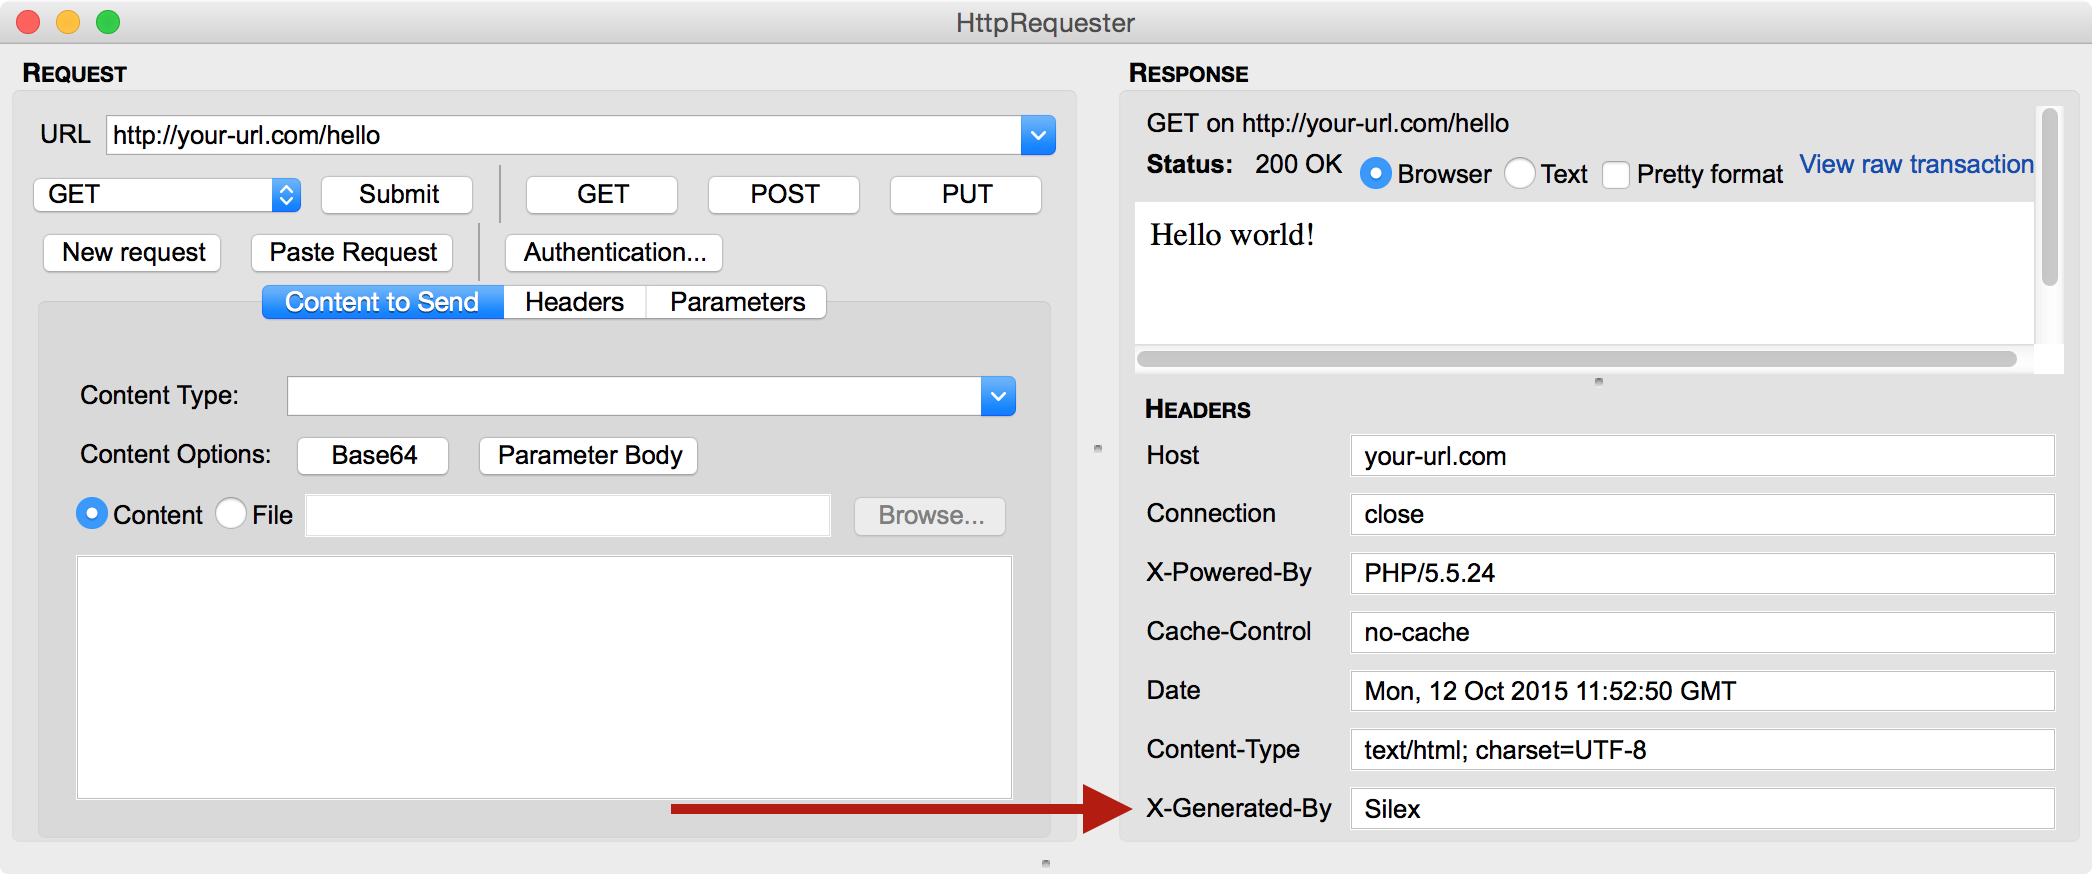 HttpRequester
REQUEST
URL http://your-url.com/hello
GET Submit GET POST PUT
New request Paste Request Authentication...
Content to Send Headers Parameters
Content Type:
Content Options: Base64 Parameter Body
Content File Browse...
RESPONSE
GET on http://your-url.com/hello
Status: 200 OK Browser Text Pretty format View raw transaction
Hello world!
HEADERS
Host your-url.com
Connection close
X-Powered-By PHP/5.5.24
Cache-Control no-cache
Date Mon, 12 Oct 2015 11:52:50 GMT
Content-Type text/html; charset=UTF-8
X-Generated-By Silex